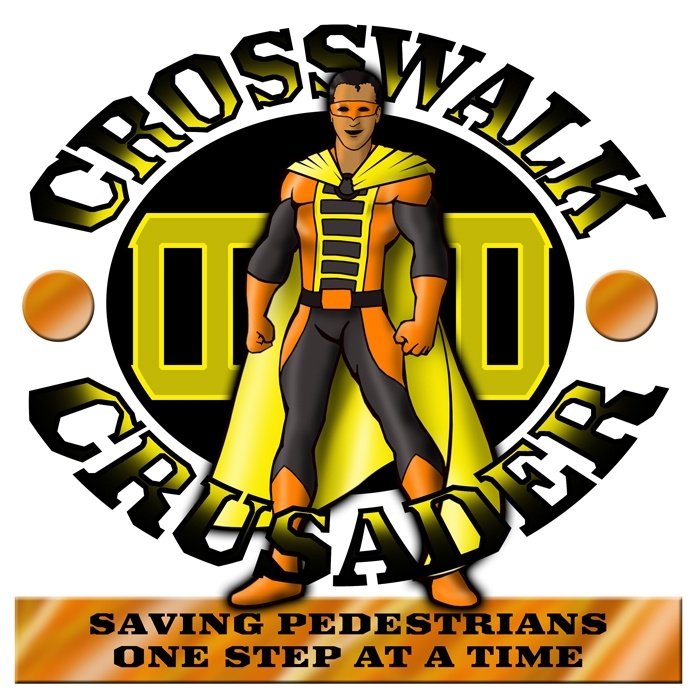 CROSSWALK
CRUSADER
SAVING PEDESTRIANS
ONE STEP AT A TIME